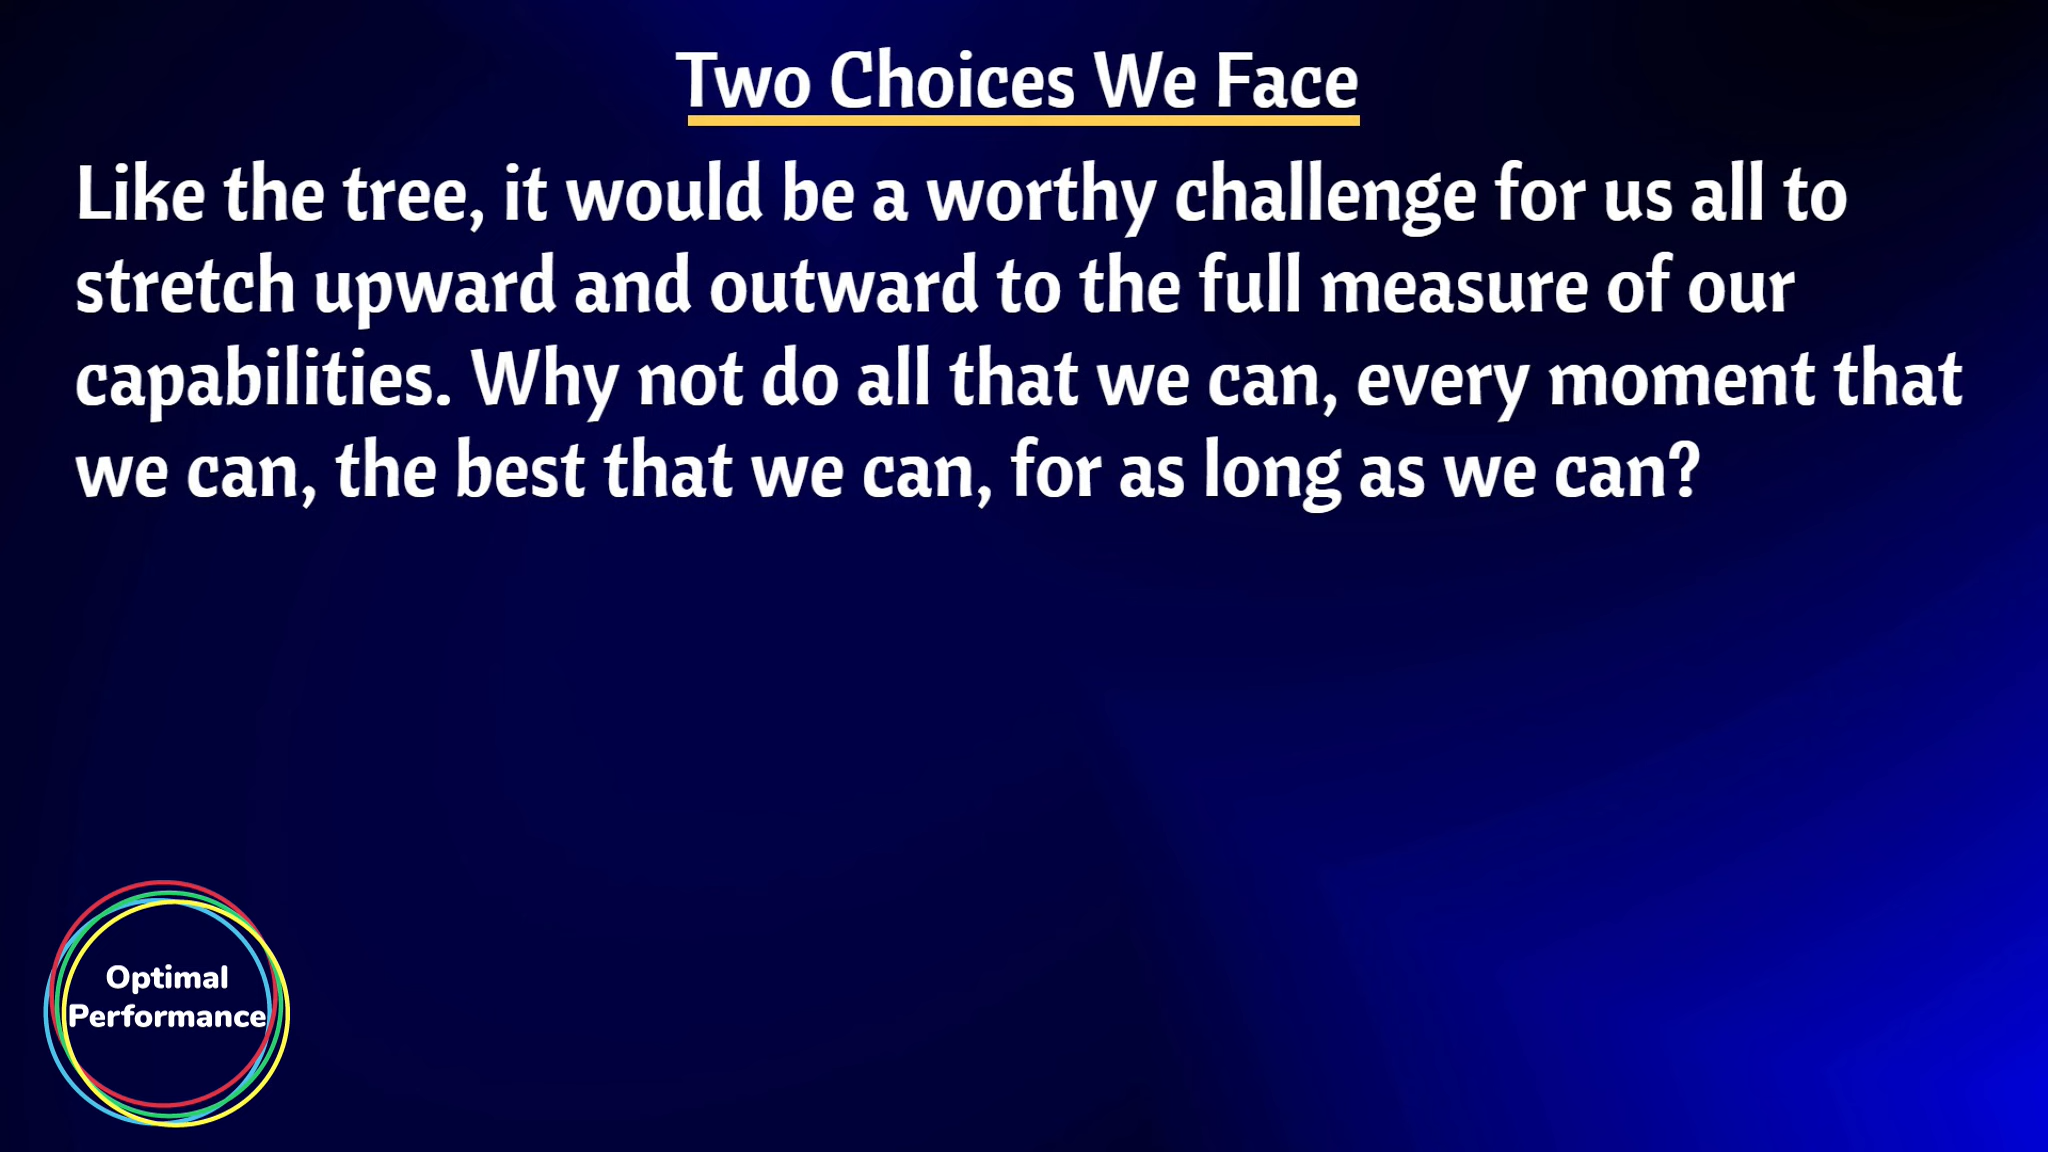 Two Choices We Face
Like the tree, it would be a worthy challenge for us all to
stretch upward and outward to the full measure of our
capabilities. Why not do all that we can, every moment that
we can, the best that we can, for as long as we can?
Optimal
Performance